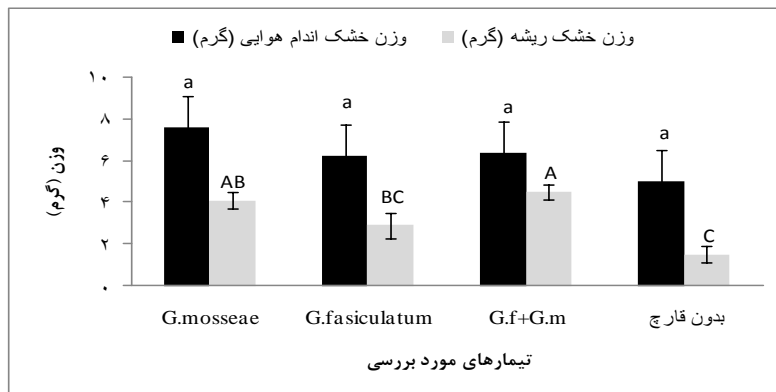 وزن خشک اندام هوایی (گرم) وزن خشک ریشه (گرم)
۱۰
۸
۶
۴
۲
۰
وزن (گرم)
a
AB
a
BC
a
A
a
C
G.mosseae G.fasiculatum G.f+G.m بدون قارچ
تیمارهای مورد بررسی